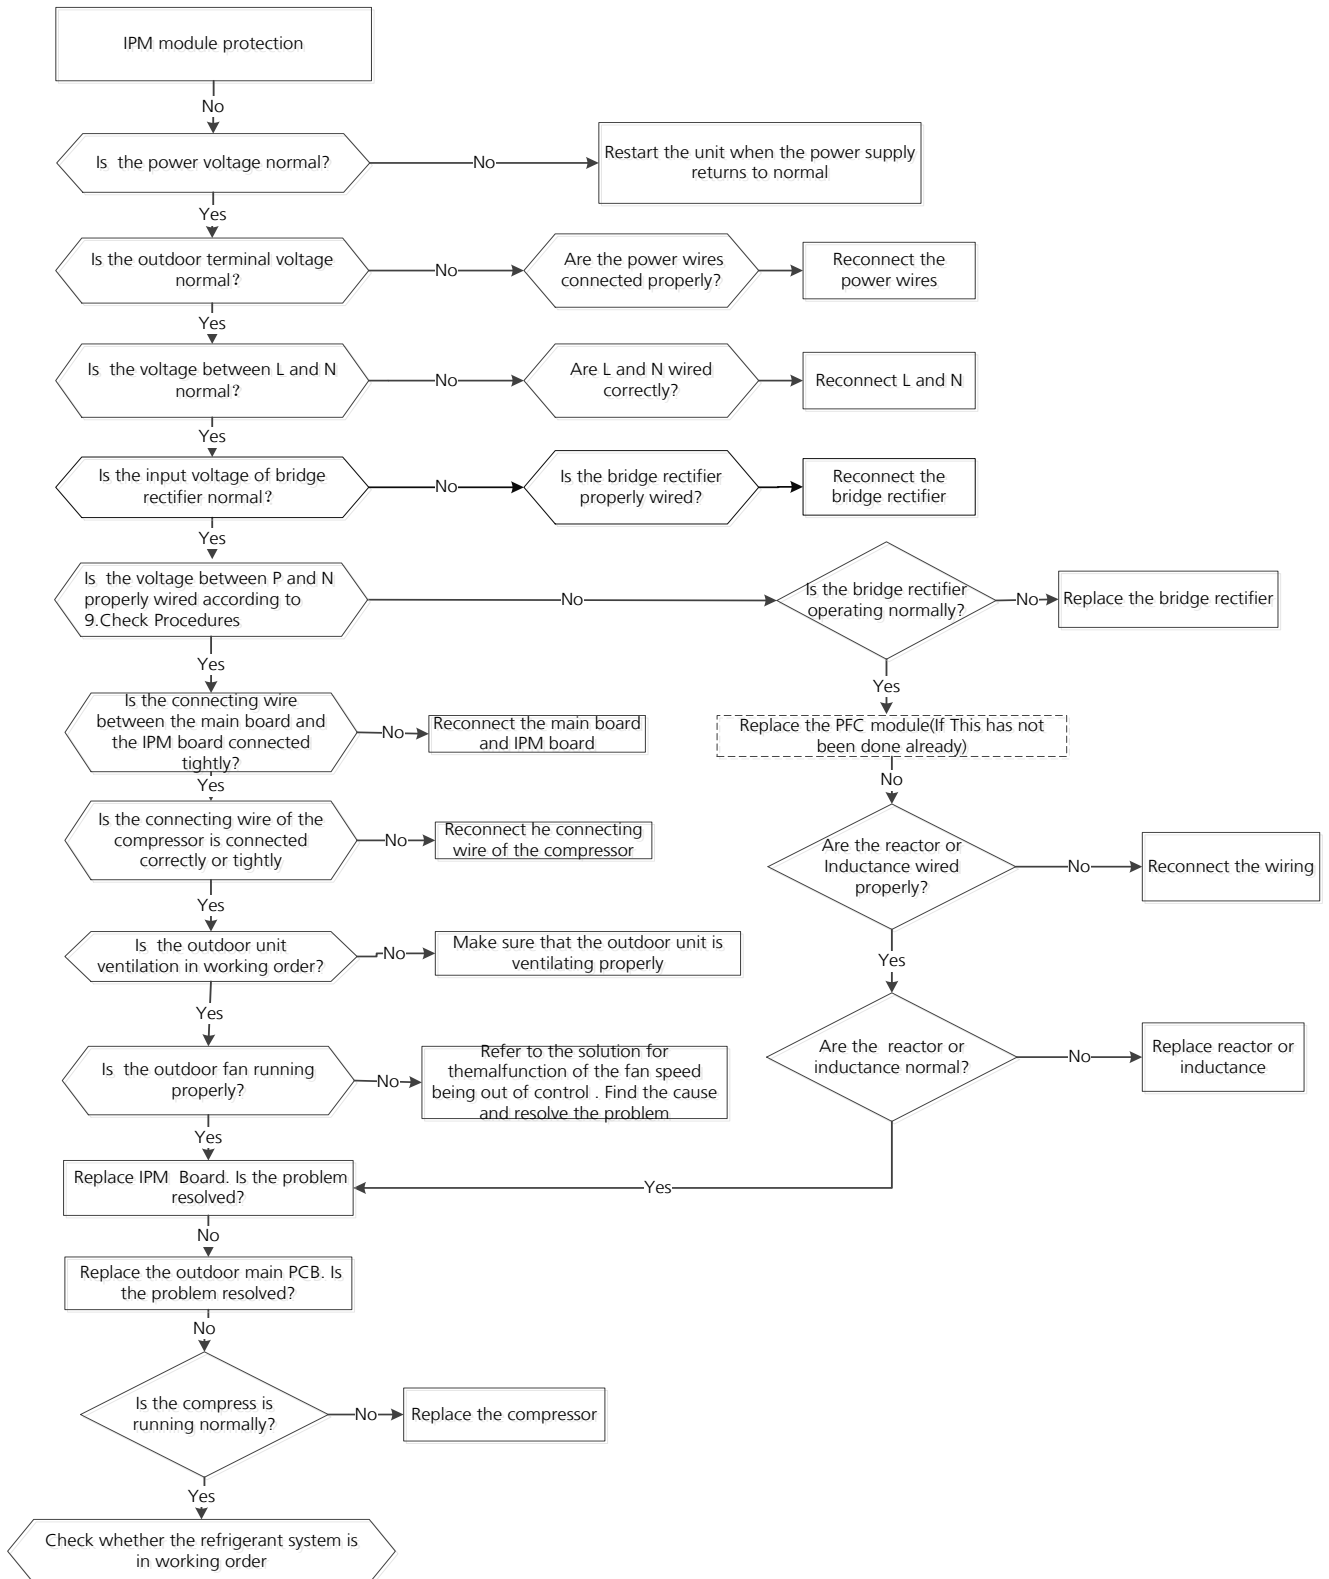 IPM module protection
No
Is the power voltage normal?
No
Restart the unit when the power supply
returns to normal
Yes
Is the outdoor terminal voltage
normal?
No
Are the power wires
connected properly?
Reconnect the
power wires
Yes
Is the voltage between L and N
normal?
No
Are L and N wired
correctly?
Reconnect L and N
Yes
Is the input voltage of bridge
rectifier normal?
No
Is the bridge rectifier
properly wired?
Reconnect the
bridge rectifier
Yes
Is the voltage between P and N
properly wired according to
9.Check Procedures
No
Is the bridge rectifier
operating normally?
No
Replace the bridge rectifier
Yes
Yes
Is the connecting wire
between the main board and
the IPM board connected
tightly?
No
Reconnect the main board
and IPM board
Replace the PFC module(If This has not
been done already)
Yes
No
Is the connecting wire of the
compressor is connected
correctly or tightly
No
Reconnect he connecting
wire of the compressor
Are the reactor or
Inductance wired
properly?
No
Reconnect the wiring
Yes
Is the outdoor unit
ventilation in working order?
No
Make sure that the outdoor unit is
ventilating properly
Yes
Yes
Is the outdoor fan running
properly?
No
Refer to the solution for
themalfunction of the fan speed
being out of control . Find the cause
and resolve the problem
Are the reactor or
inductance normal?
No
Replace reactor or
inductance
Yes
Replace IPM Board. Is the problem
resolved?
Yes
No
Replace the outdoor main PCB. Is
the problem resolved?
No
Is the compress is
running normally?
No
Replace the compressor
Yes
Check whether the refrigerant system is
in working order